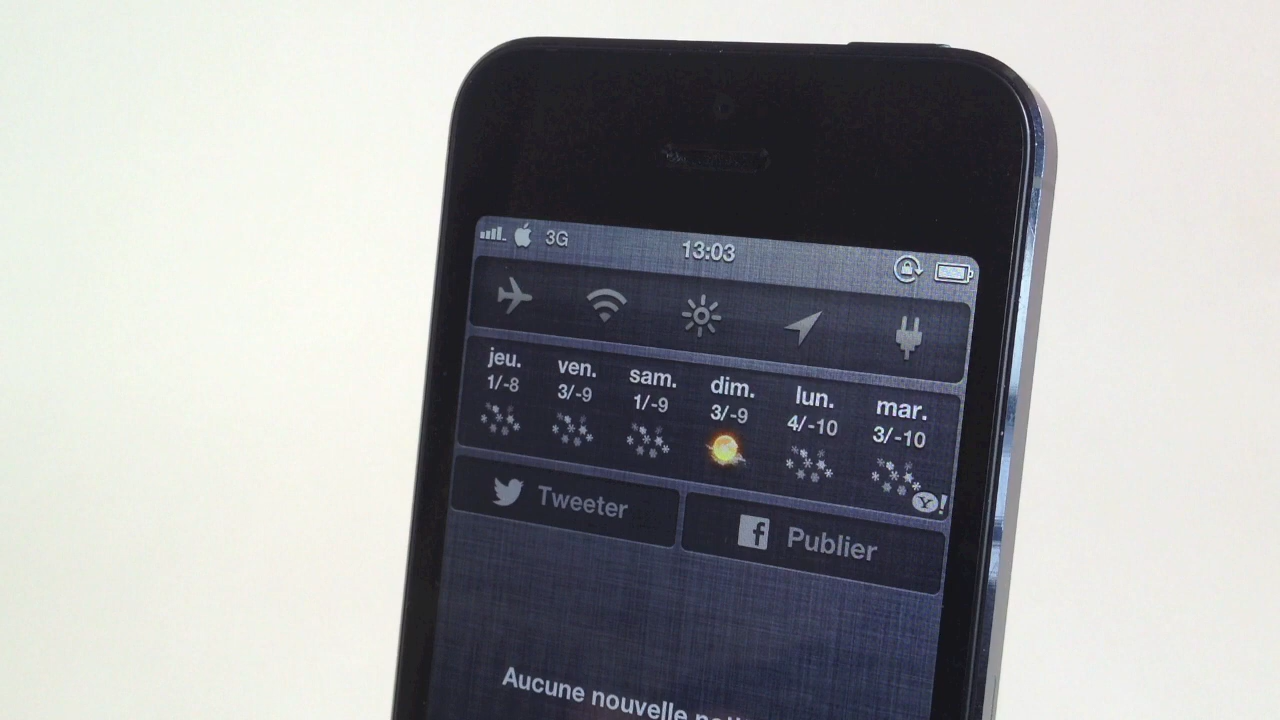 3G 13:03
jeu. ven. sam. dim. lun. mar.
1/-8 3/-9 1/-9 3/-9 4/-10 3/-10
Y!
Tweeter Publier
Aucune nouvelle